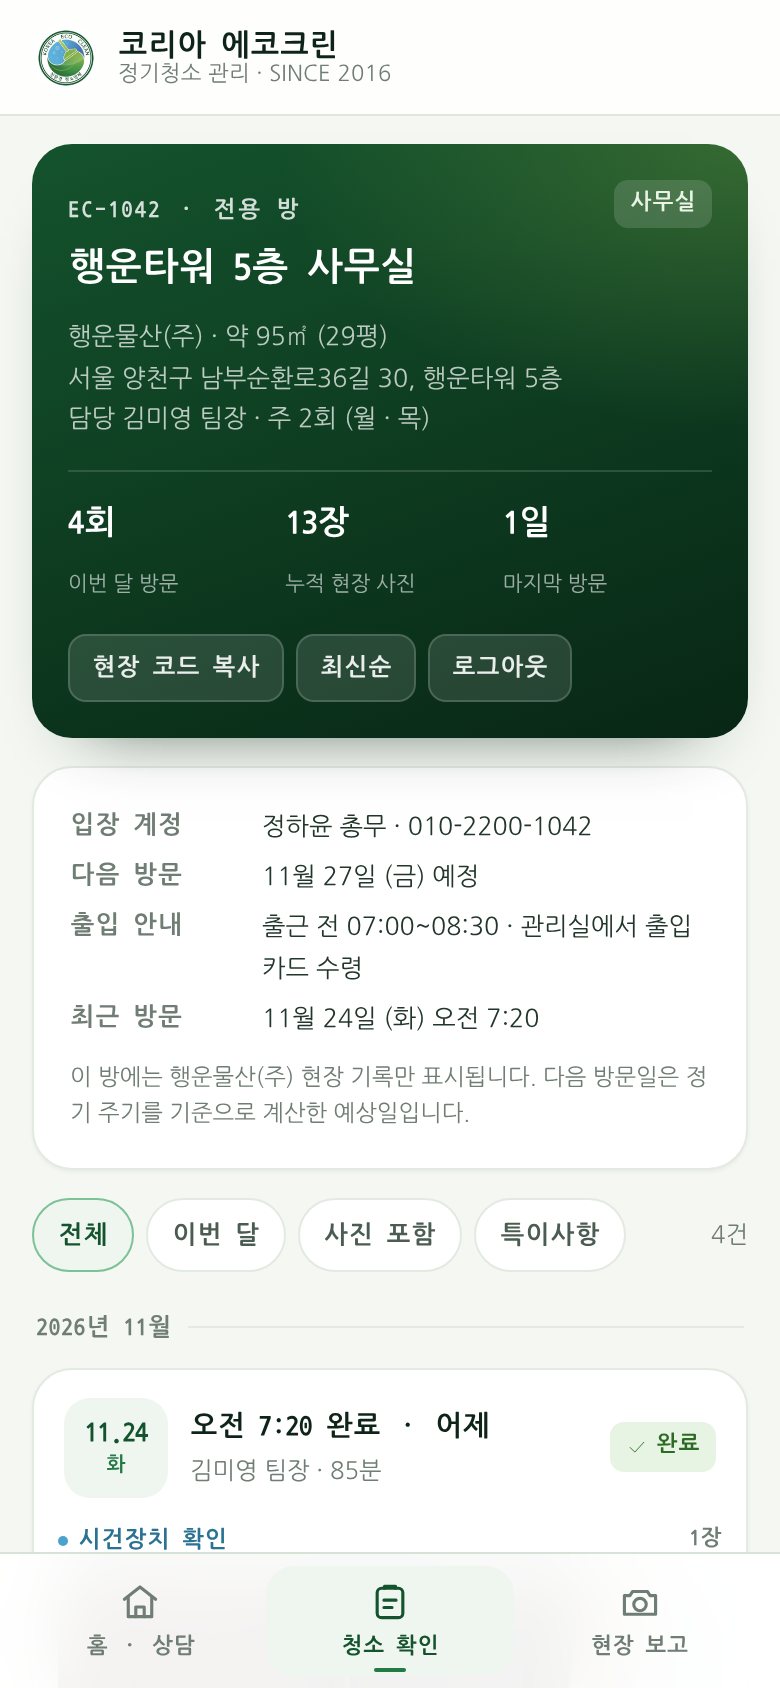 코리아 에코크린
정기청소 관리 · SINCE 2016
EC-1042 · 전용 방
사무실
행운타워 5층 사무실
행운물산(주) · 약 95㎡ (29평)
서울 양천구 남부순환로36길 30, 행운타워 5층
담당 김미영 팀장 · 주 2회 (월 · 목)
4회 13장 1일
이번 달 방문 누적 현장 사진 마지막 방문
현장 코드 복사 최신순 로그아웃
입장 계정 정하윤 총무 · 010-2200-1042
다음 방문 11월 27일 (금) 예정
출입 안내 출근 전 07:00~08:30 · 관리실에서 출입
카드 수령
최근 방문 11월 24일 (화) 오전 7:20
이 방에는 행운물산(주) 현장 기록만 표시됩니다. 다음 방문일은 정
기 주기를 기준으로 계산한 예상일입니다.
전체 이번 달 사진 포함 특이사항 4건
2026년 11월
11.24 오전 7:20 완료 · 어제
화 김미영 팀장 · 85분 ✓ 완료
시건장치 확인 1장
홈 · 상담 청소 확인 현장 보고